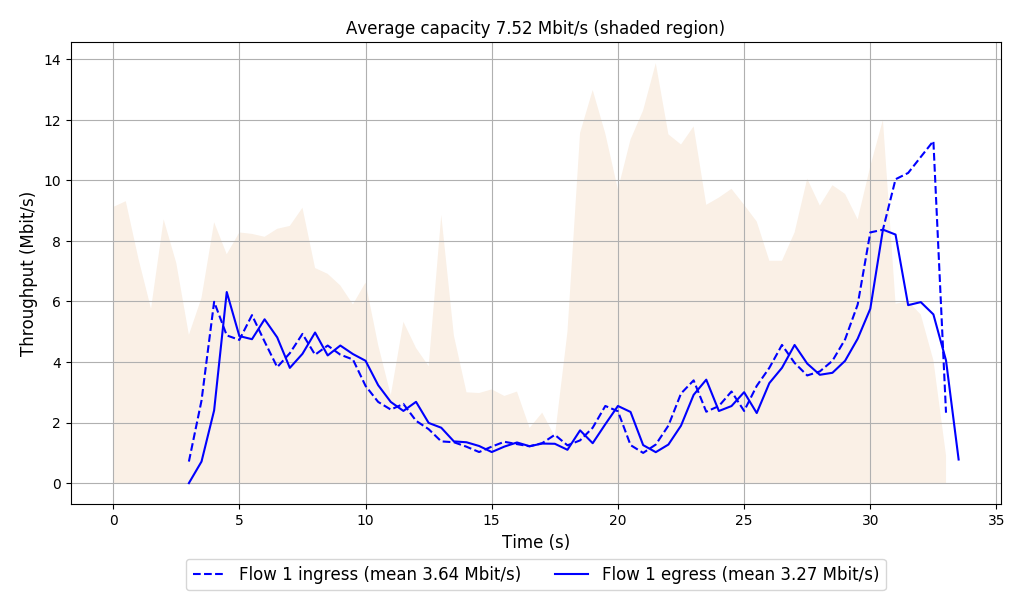 Average capacity 7.52 Mbit/s (shaded region)
14
12
10
8
6
4
2
0
Throughput (Mbit/s)
0 5 10 15 20 25 30 35
Time (s)
Flow 1 ingress (mean 3.64 Mbit/s) Flow 1 egress (mean 3.27 Mbit/s)